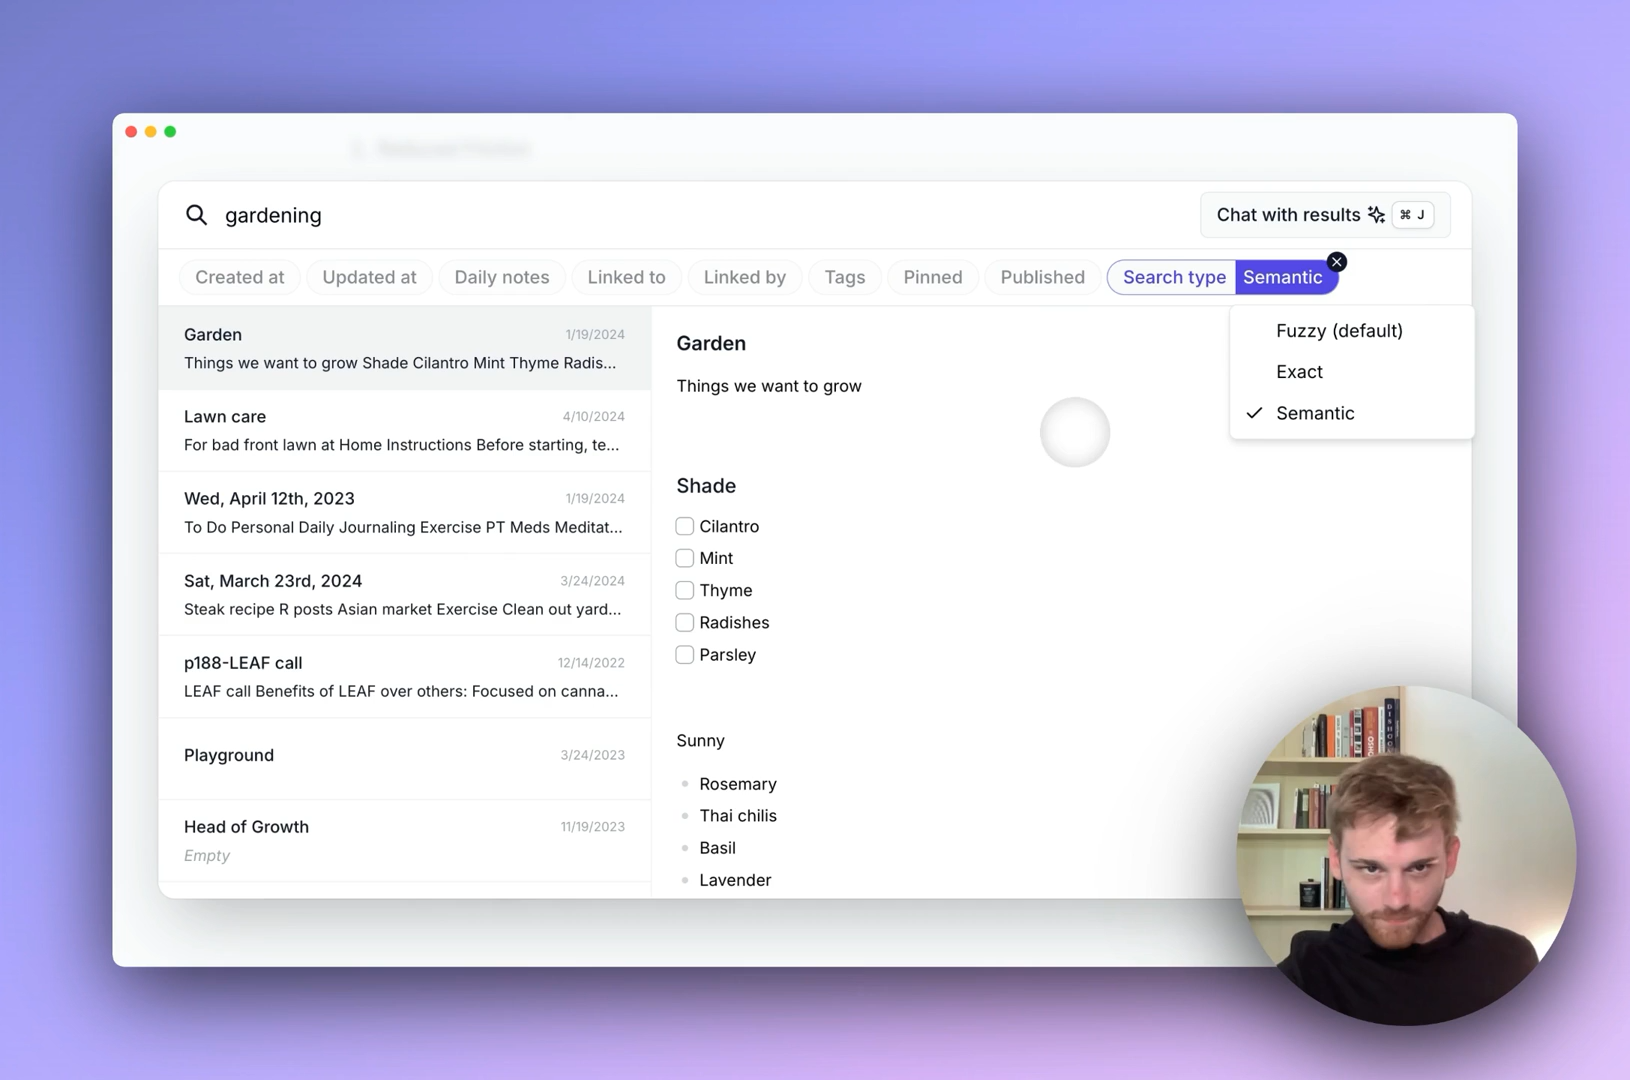 gardening
Chat with results ⌘ J
Created at
Updated at
Daily notes
Linked to
Linked by
Tags
Pinned
Published
Search type Semantic
Fuzzy (default)
Exact
Semantic
Garden 1/19/2024
Things we want to grow Shade Cilantro Mint Thyme Radis...
Lawn care 4/10/2024
For bad front lawn at Home Instructions Before starting, te...
Wed, April 12th, 2023 1/19/2024
To Do Personal Daily Journaling Exercise PT Meds Meditat...
Sat, March 23rd, 2024 3/24/2024
Steak recipe R posts Asian market Exercise Clean out yard...
p188-LEAF call 12/14/2022
LEAF call Benefits of LEAF over others: Focused on canna...
Playground 3/24/2023
Head of Growth 11/19/2023
Empty
Garden
Things we want to grow
Shade
Cilantro
Mint
Thyme
Radishes
Parsley
Sunny
Rosemary
Thai chilis
Basil
Lavender
DISHOOM